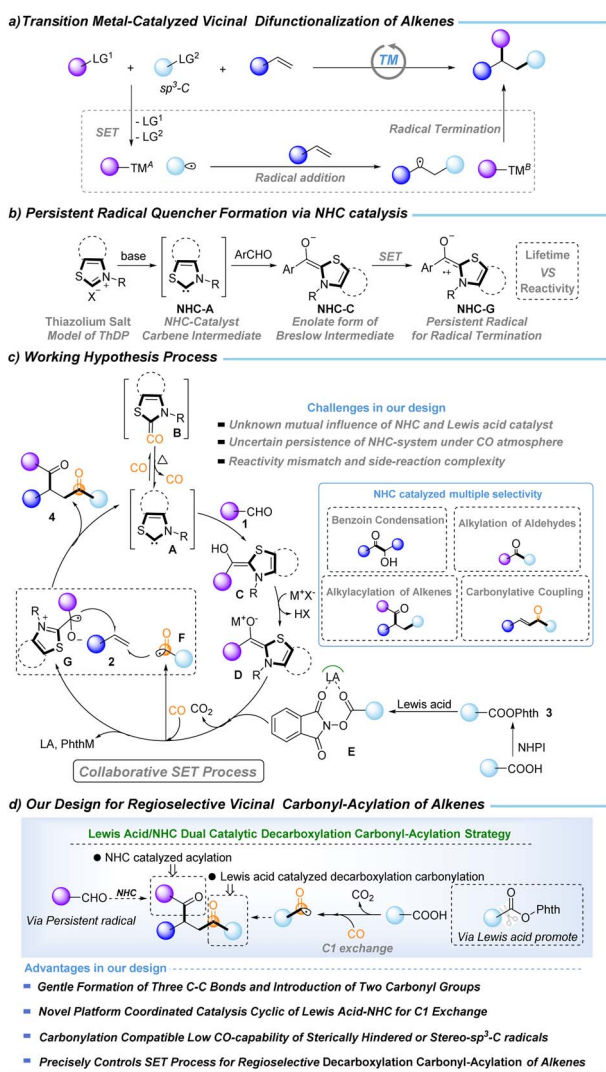 a) Transition Metal-Catalyzed Vicinal Difunctionalization of Alkenes
LG¹ + LG² + TM
sp³-C
SET - LG¹
- LG²
Radical Termination
TMᴬ Radical addition TMᴮ
b) Persistent Radical Quencher Formation via NHC catalysis
S N⁺ R X⁻ base S N R ArCHO O⁻ Ar S N R SET O⁻ Ar S N R
Lifetime
VS
Reactivity
NHC-A NHC-C NHC-G
Thiazolium Salt NHC-Catalyst Enolate form of Persistent Radical
Model of ThDP Carbene Intermediate Breslow Intermediate for Radical Termination
c) Working Hypothesis Process
S N R CO B
CO Δ CO
S N R A
Challenges in our design
Unknown mutual influence of NHC and Lewis acid catalyst
Uncertain persistence of NHC-system under CO atmosphere
Reactivity mismatch and side-reaction complexity
O O 4
CHO 1
HO S N R C
M⁺X⁻
HX
M⁺O⁻ S N R D
NHC catalyzed multiple selectivity
Benzoin Condensation
O OH
Alkylation of Aldehydes
O
Alkylacylation of Alkenes
O
Carbonylative Coupling
O
R N⁺ S O⁻ G 2 O F
CO CO₂
LA, PhthM
Collaborative SET Process
LA O O N O O E
Lewis acid
COOPhth 3
NHPI
COOH
d) Our Design for Regioselective Vicinal Carbonyl-Acylation of Alkenes
Lewis Acid/NHC Dual Catalytic Decarboxylation Carbonyl-Acylation Strategy
NHC catalyzed acylation
Lewis acid catalyzed decarboxylation carbonylation
CHO NHC O O O CO₂ CO COOH O O Phth
Via Persistent radical
C1 exchange
Via Lewis acid promote
Advantages in our design
Gentle Formation of Three C-C Bonds and Introduction of Two Carbonyl Groups
Novel Platform Coordinated Catalysis Cyclic of Lewis Acid-NHC for C1 Exchange
Carbonylation Compatible Low CO-capability of Sterically Hindered or Stereo-sp³-C radicals
Precisely Controls SET Process for Regioselective Decarboxylation Carbonyl-Acylation of Alkenes